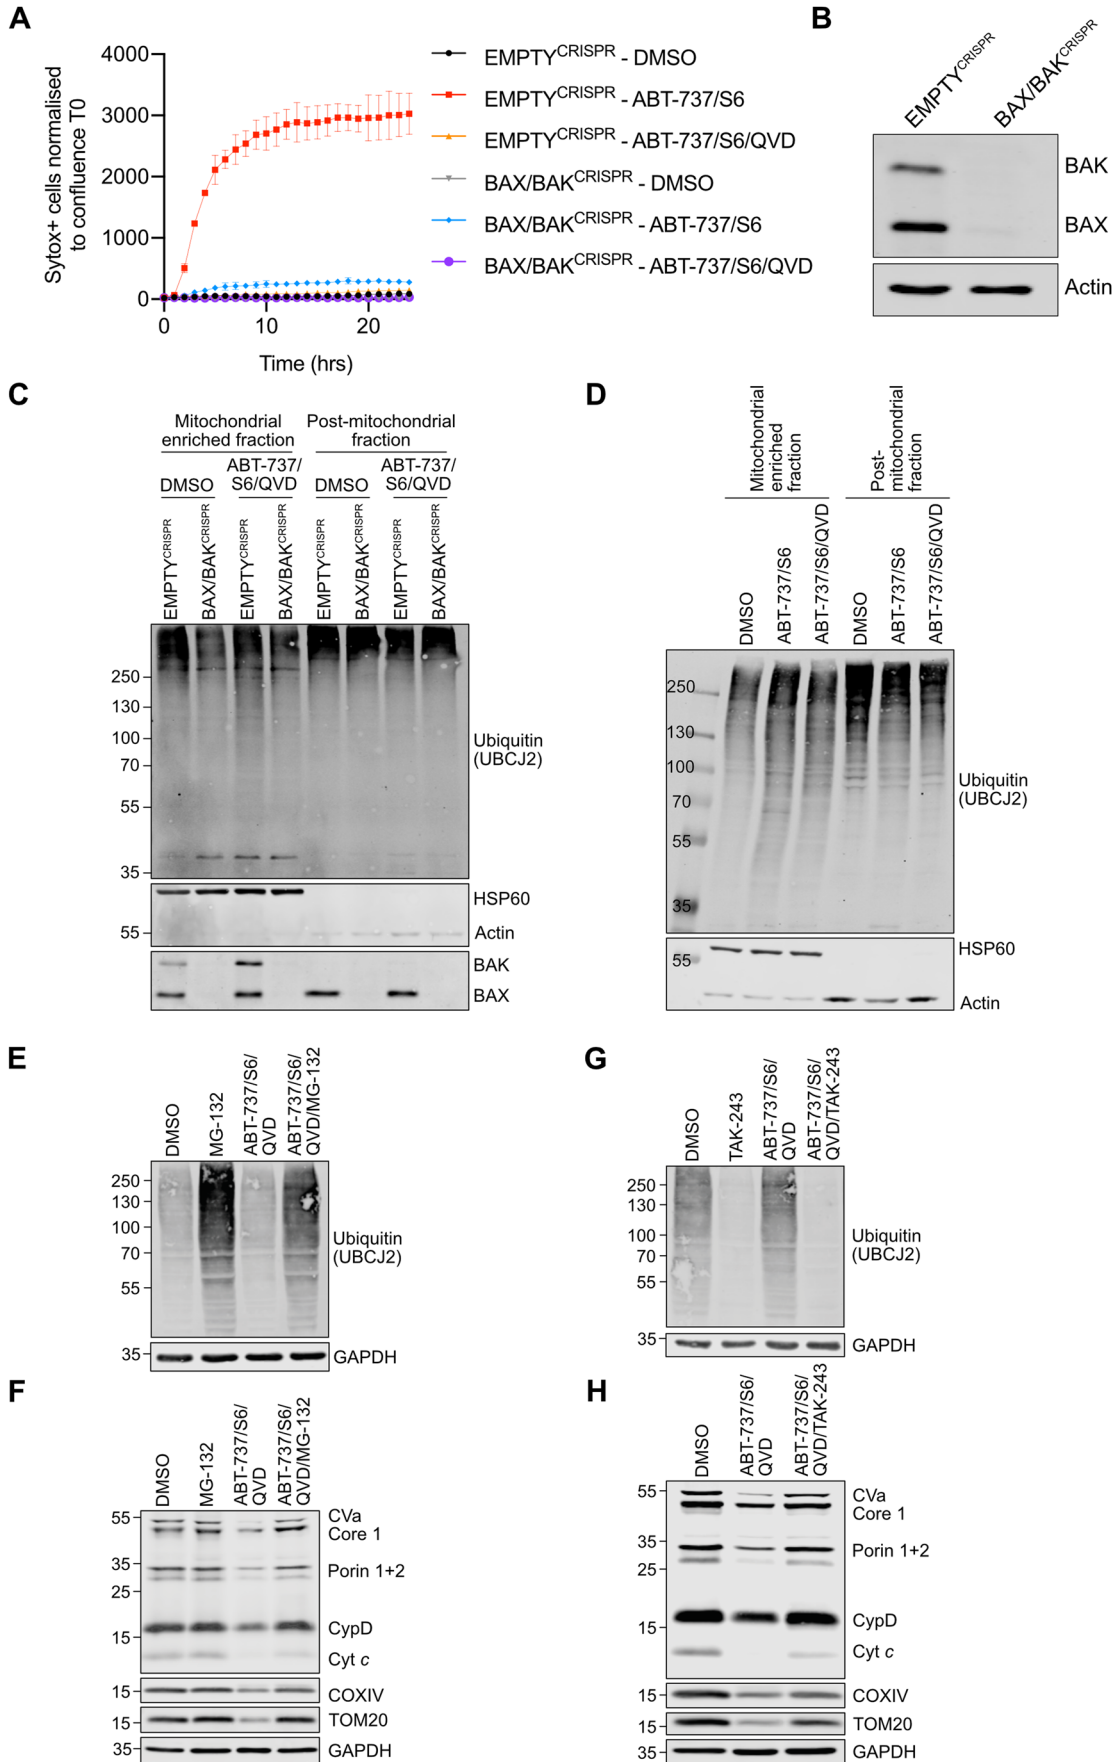 A
Sytox+ cells normalised
to confluence T0
4000
3000
2000
1000
0
0
10
20
Time (hrs)
EMPTYCRISPR - DMSO
EMPTYCRISPR - ABT-737/S6
EMPTYCRISPR - ABT-737/S6/QVD
BAX/BAKCRISPR - DMSO
BAX/BAKCRISPR - ABT-737/S6
BAX/BAKCRISPR - ABT-737/S6/QVD
B
EMPTYCRISPR
BAX/BAKCRISPR
BAK
BAX
Actin
C
Mitochondrial
enriched fraction
Post-mitochondrial
fraction
DMSO
ABT-737/
S6/QVD
DMSO
ABT-737/
S6/QVD
EMPTYCRISPR
BAX/BAKCRISPR
EMPTYCRISPR
BAX/BAKCRISPR
EMPTYCRISPR
BAX/BAKCRISPR
EMPTYCRISPR
BAX/BAKCRISPR
250
130
100
70
55
35
Ubiquitin
(UBCJ2)
HSP60
55
Actin
BAK
BAX
D
Mitochondrial
enriched
fraction
Post-
mitochondrial
fraction
DMSO
ABT-737/S6
ABT-737/S6/QVD
DMSO
ABT-737/S6
ABT-737/S6/QVD
250
130
100
70
55
35
Ubiquitin
(UBCJ2)
HSP60
55
Actin
E
DMSO
MG-132
ABT-737/S6/
QVD
ABT-737/S6/
QVD/MG-132
250
130
100
70
55
Ubiquitin
(UBCJ2)
35
GAPDH
G
DMSO
TAK-243
ABT-737/S6/
QVD
ABT-737/S6/
QVD/TAK-243
250
130
100
70
55
Ubiquitin
(UBCJ2)
35
GAPDH
F
DMSO
MG-132
ABT-737/S6/
QVD
ABT-737/S6/
QVD/MG-132
55
35
25
15
CVa
Core 1
Porin 1+2
CypD
Cyt c
15
COXIV
15
TOM20
35
GAPDH
H
DMSO
ABT-737/S6/
QVD
ABT-737/S6/
QVD/TAK-243
55
35
25
15
CVa
Core 1
Porin 1+2
CypD
Cyt c
15
COXIV
15
TOM20
35
GAPDH